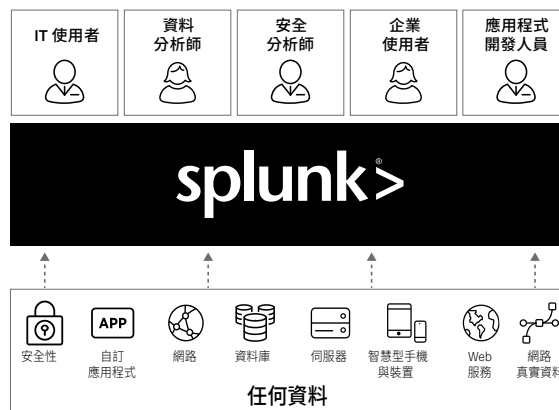 IT 使用者
資料
分析師
安全
分析師
企業
使用者
應用程式
開發人員
splunk®>
安全性
APP
自訂
應用程式
網路
資料庫
伺服器
智慧型手機
與裝置
Web
服務
網路
真實資料
任何資料